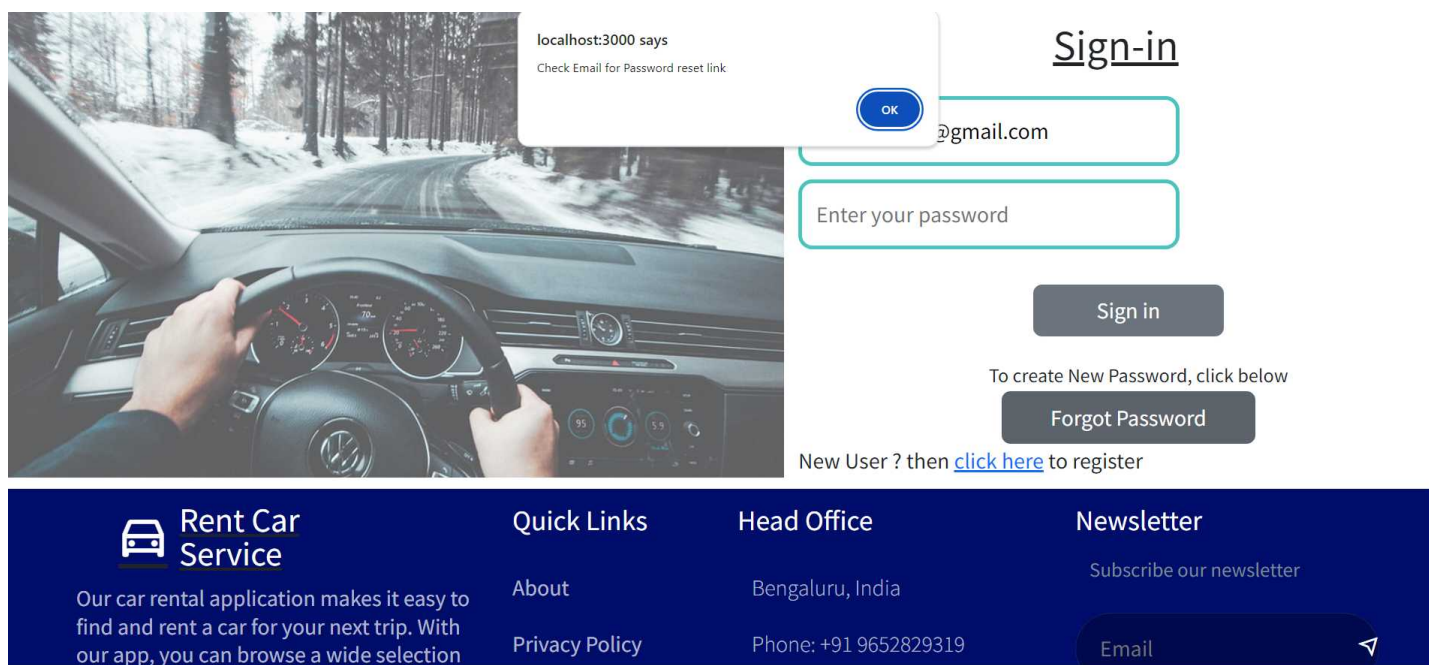 localhost:3000 says
Check Email for Password reset link
OK
Sign-in
@gmail.com
Enter your password
Sign in
To create New Password, click below
Forgot Password
New User ? then click here to register
Rent Car
Service
Our car rental application makes it easy to
find and rent a car for your next trip. With
our app, you can browse a wide selection
Quick Links
About
Privacy Policy
Head Office
Bengaluru, India
Phone: +91 9652829319
Newsletter
Subscribe our newsletter
Email